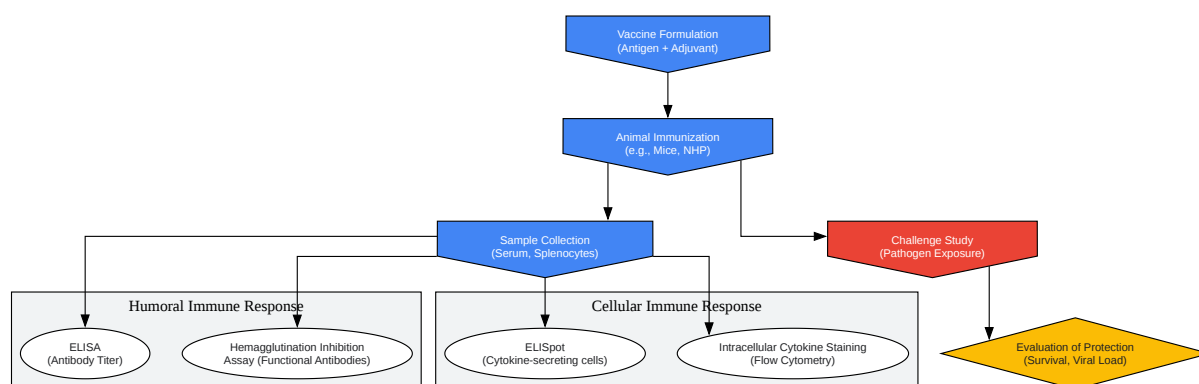 Vaccine Formulation
(Antigen + Adjuvant)
Animal Immunization
(e.g., Mice, NHP)
Sample Collection
(Serum, Splenocytes)
Challenge Study
(Pathogen Exposure)
Humoral Immune Response
Cellular Immune Response
ELISA
(Antibody Titer)
Hemagglutination Inhibition
Assay (Functional Antibodies)
ELISpot
(Cytokine-secreting cells)
Intracellular Cytokine Staining
(Flow Cytometry)
Evaluation of Protection
(Survival, Viral Load)